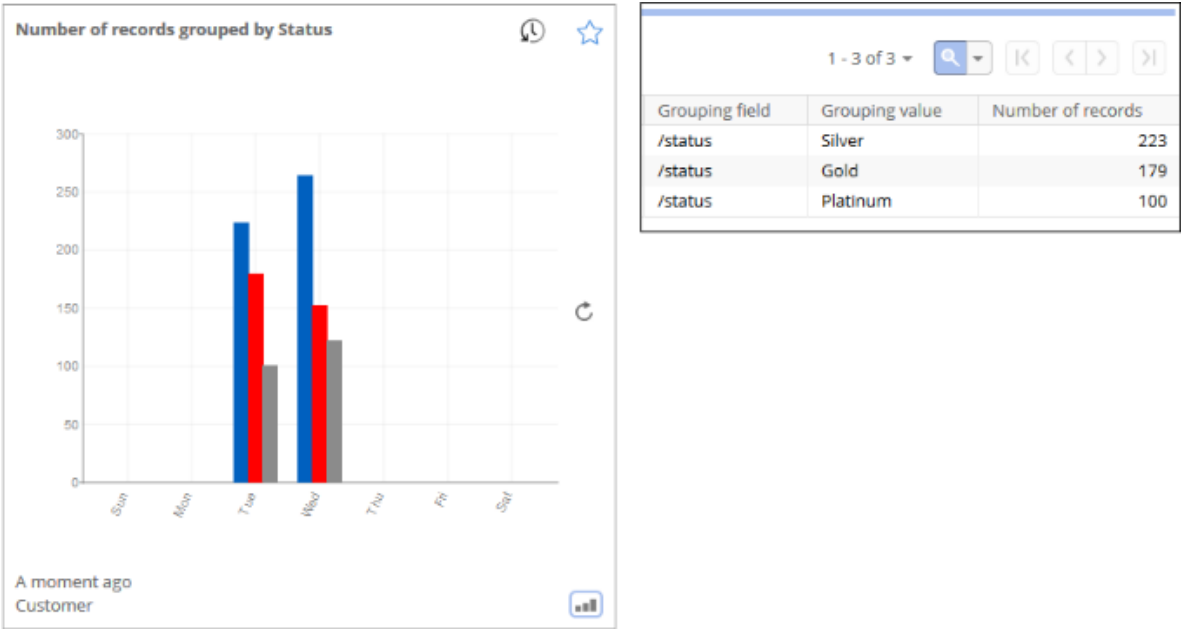 Number of records grouped by Status
300
250
200
150
100
50
0
Sun
Mon
Tue
Wed
Thu
Fri
Sat
A moment ago
Customer
1 - 3 of 3
Grouping field Grouping value Number of records
/status Silver 223
/status Gold 179
/status Platinum 100